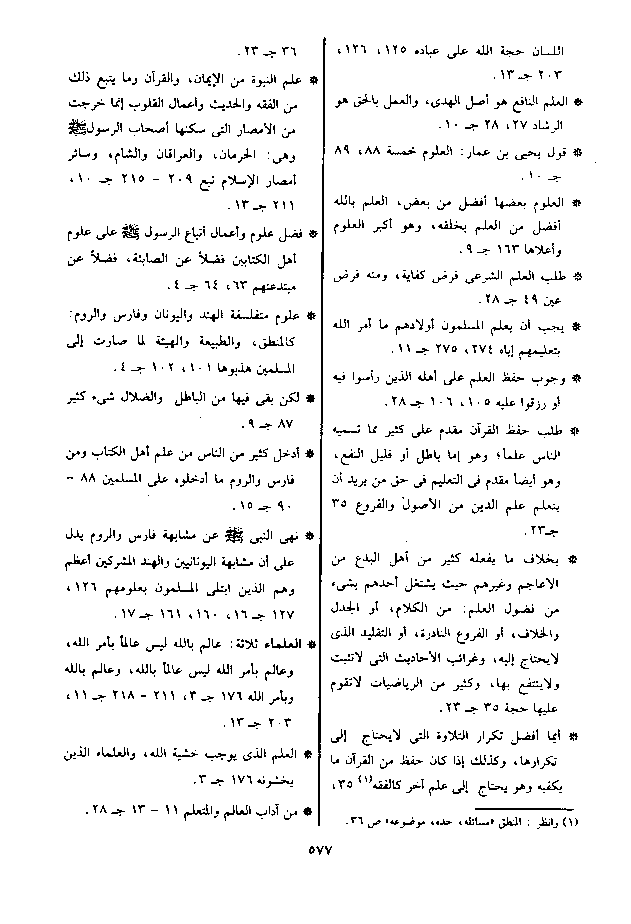 اللسان حجة الله على عباده ١٢٥، ١٢٦،
٢٠٣ جـ ١٣.
* العلم النافع هو أصل الهدى، والعمل بالحق هو
الرشاد ٢٧، ٢٨ جـ ١٠.
* قول يحيى بن عمار: العلوم خمسة ٨٨، ٨٩
جـ ١٠.
* العلوم بعضها أفضل من بعض، العلم بالله
أفضل من العلم بخلقه، وهو أكبر العلوم
وأعلاها ١٦٣ جـ ٩.
* طلب العلم الشرعى فرض كفاية، ومنه فرض
عين ٤٩ جـ ٢٨.
* يجب أن يعلم المسلمون أولادهم ما أمر الله
بتعليمهم إياه ٢٧٤، ٢٧٥ جـ ١١.
* وجوب حفظ العلم على أهله الذين رأسوا فيه
أو رزقوا عليه ١٠٥، ١٠٦ جـ ٢٨.
* طلب حفظ القرآن مقدم على كثير مما تسميه
الناس علماً؛ وهو إما باطل أو قليل النفع،
وهو أيضاً مقدم فى التعليم فى حق من يريد أن
يتعلم علم الدين من الأصول والفروع ٣٥
جـ٢٣.
* بخلاف ما يفعله كثير من أهل البدع من
الأعاجم وغيرهم حيث يشتغل أحدهم بشىء
من فضول العلم: من الكلام، أو الجدل
والخلاف، أو الفروع النادرة، أو التقليد الذى
لايحتاج إليه، وغرائب الأحاديث التى لاتثبت
ولاينتفع بها، وكثير من الرياضيات لاتقوم
عليها حجة ٣٥ جـ ٢٣.
* أيما أفضل تكرار التلاوة التى لايحتاج إلى
تكرارها، وكذلك إذا كان حفظ من القرآن ما
يكفيه وهو يحتاج إلى علم آخر كالفقه(١) ٣٥،
(١) وانظر : المنطق «مسائله، حده، موضوعه» ص ٣٦.
٣٦ جـ ٢٣.
* علم النبوة من الإيمان، والقرآن وما يتبع ذلك
من الفقه والحديث وأعمال القلوب إنما خرجت
من الأمصار التى سكنها أصحاب الرسول ﷺ
وهى: الحرمان، والعراقان والشام، وسائر
أمصار الإسلام تبع ٢٠٩ - ٢١٥ جـ ١٠،
٢١١ جـ ١٣.
* فضل علوم وأعمال أتباع الرسول ﷺ على علوم
أهل الكتابين فضلاً عن الصابئة، فضلاً عن
مبتدعتهم ٦٣، ٦٤ جـ ٤.
* علوم متفلسفة الهند واليونان وفارس والروم:
كالمنطق، والطبيعة والهيئة لما صارت إلى
المسلمين هذبوها ١٠١، ١٠٢ جـ ٤.
* لكن بقى فيها من الباطل والضلال شىء كثير
٨٧ جـ ٩.
* أدخل كثير من الناس من علم أهل الكتاب ومن
فارس والروم ما أدخلوه على المسلمين ٨٨ -
٩٠ جـ ١٥.
* نهى النبى ﷺ عن مشابهة فارس والروم يدل
على أن مشابهة اليونانيين والهند المشركين أعظم
وهم الذين ابتلى المسلمون بعلومهم ١٢٦،
١٢٧ جـ ١٦، ١٦٠، ١٦١ جـ ١٧.
* العلماء ثلاثة: عالم بالله ليس عالماً بأمر الله،
وعالم بأمر الله ليس عالماً بالله، وعالم بالله
وبأمر الله ١٧٦ جـ ٣، ٢١١ - ٢١٨ جـ ١١،
٢٠٣ جـ ١٣.
* العلم الذى يوجب خشية الله، والعلماء الذين
يخشونه ١٧٦ جـ ٣.
* من آداب العالم والمتعلم ١١ - ١٣ جـ ٢٨.
٥٧٧